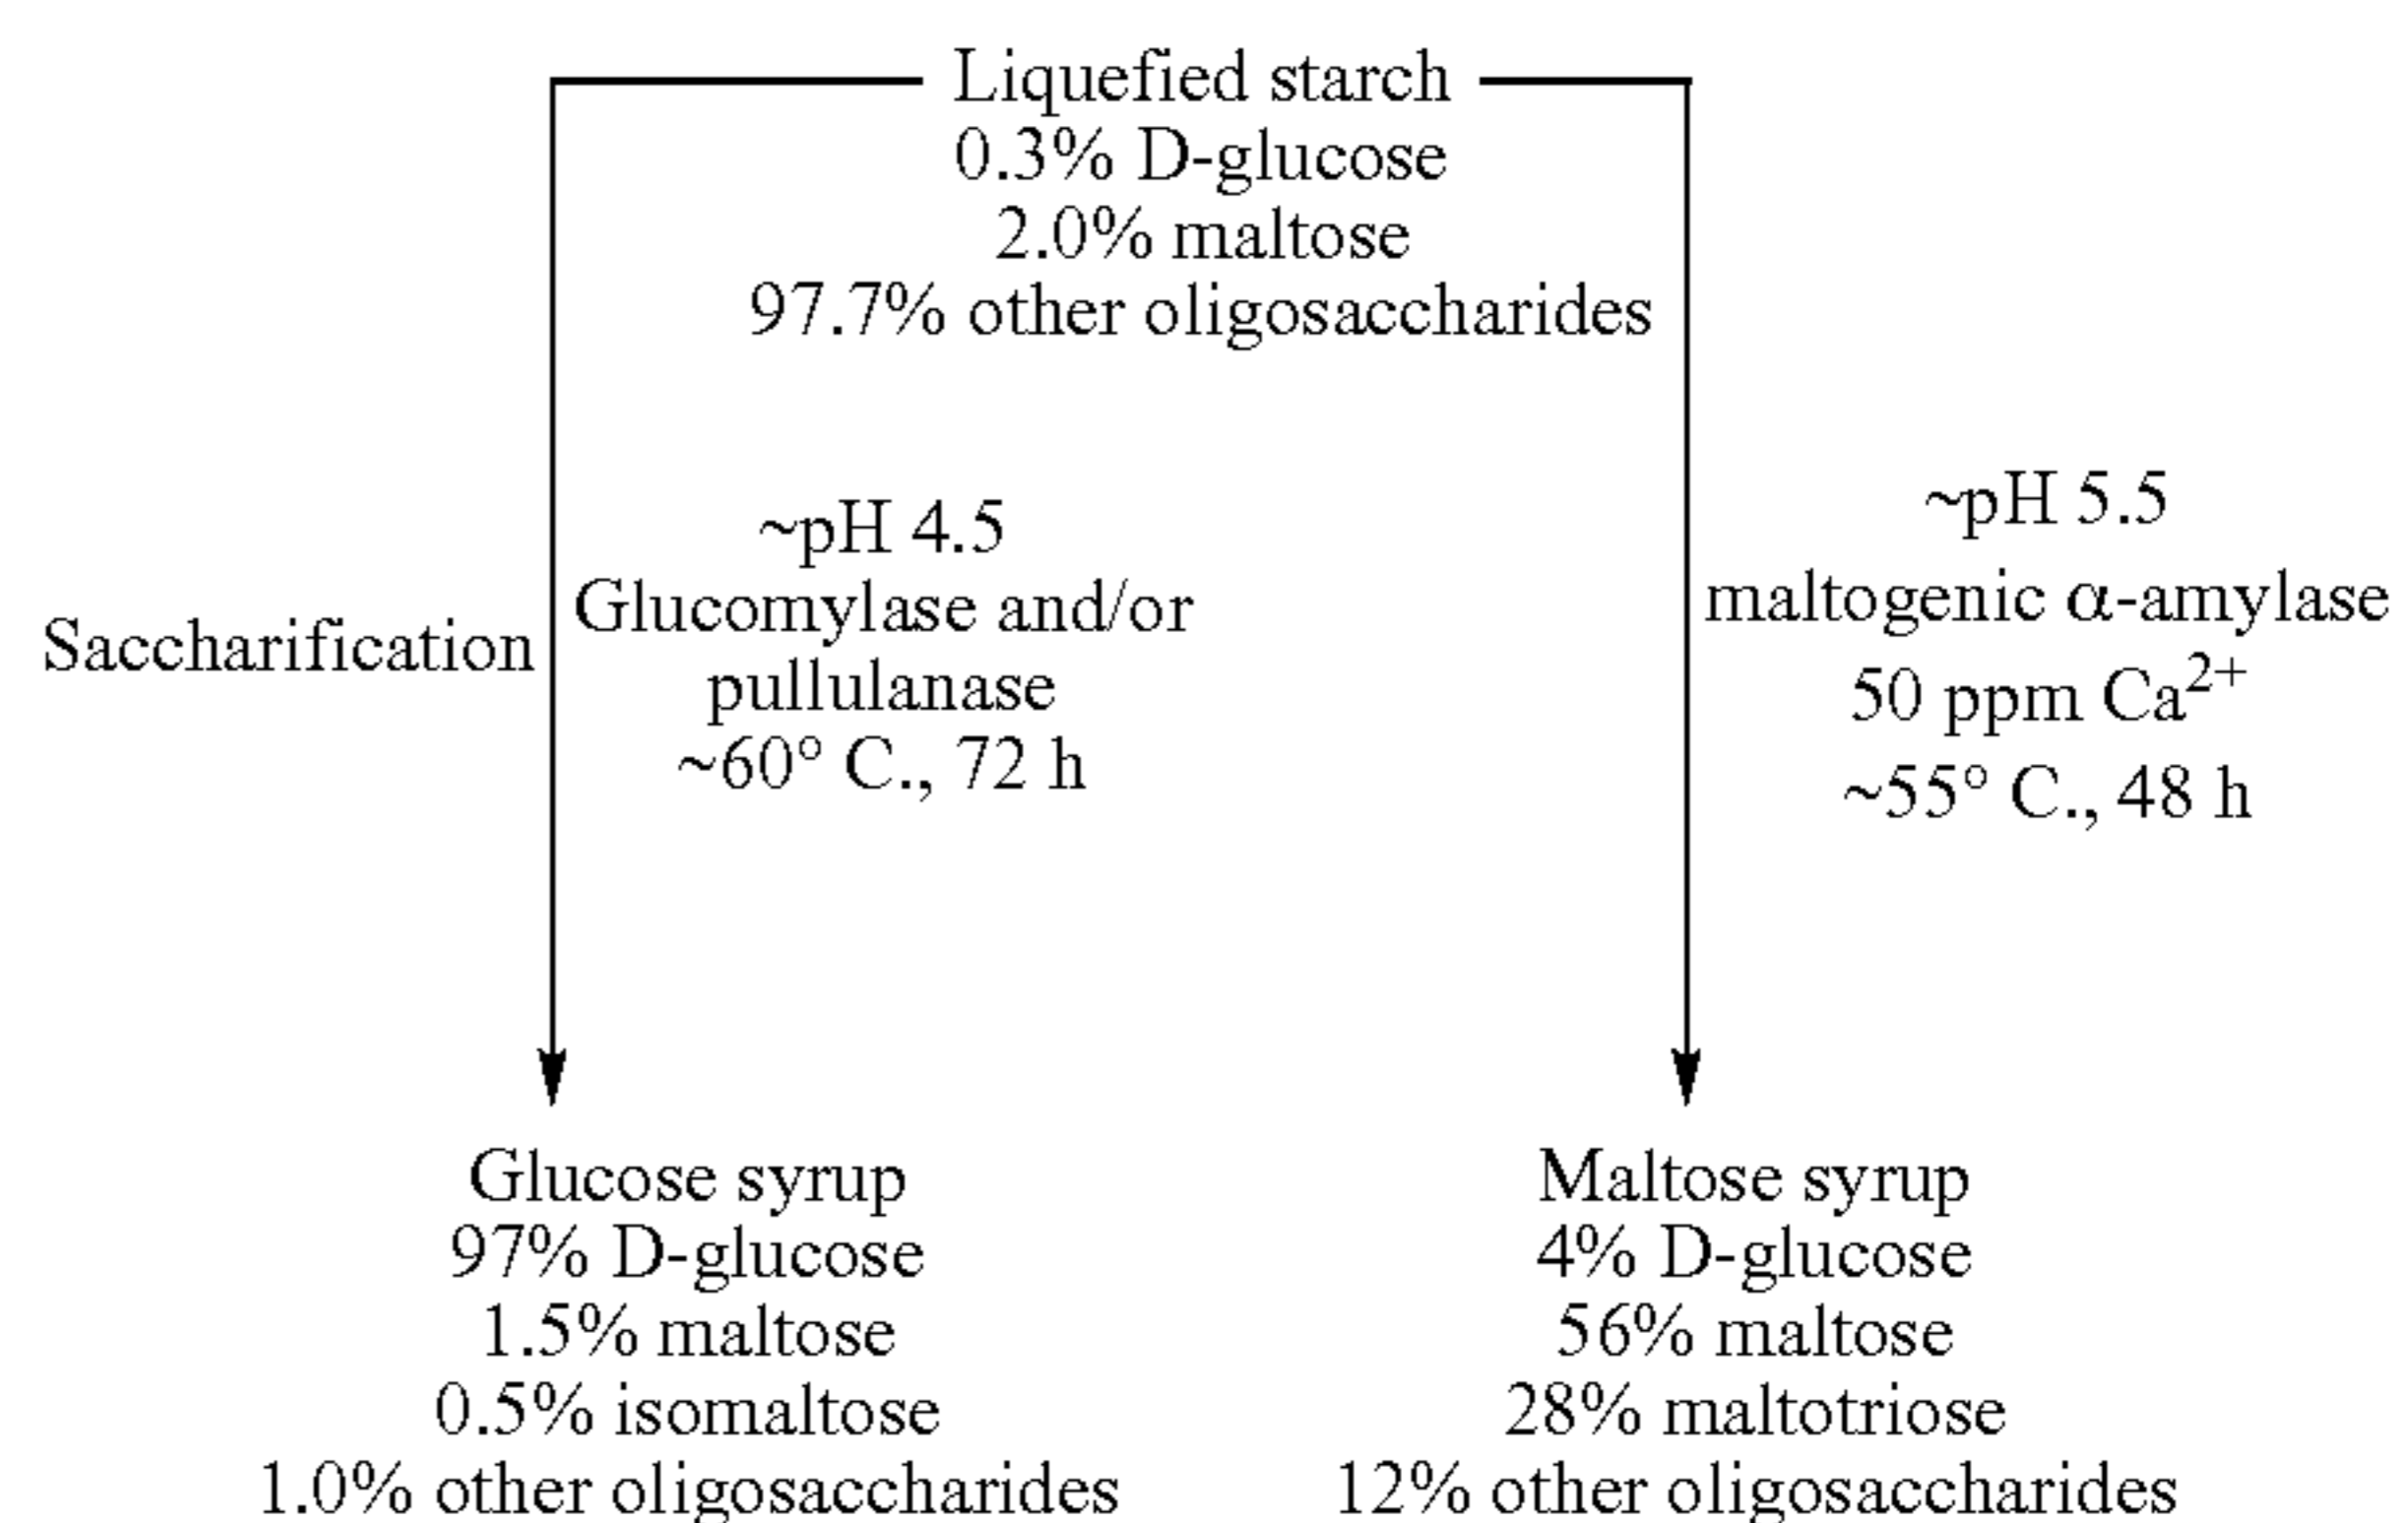 Liquefied starch
0.3% D-glucose
2.0% maltose
97.7% other oligosaccharides
Saccharification
~pH 4.5
Glucomylase and/or
pullulanase
~60° C., 72 h
~pH 5.5
maltogenic α-amylase
50 ppm Ca²⁺
~55° C., 48 h
Glucose syrup
97% D-glucose
1.5% maltose
0.5% isomaltose
1.0% other oligosaccharides
Maltose syrup
4% D-glucose
56% maltose
28% maltotriose
12% other oligosaccharides